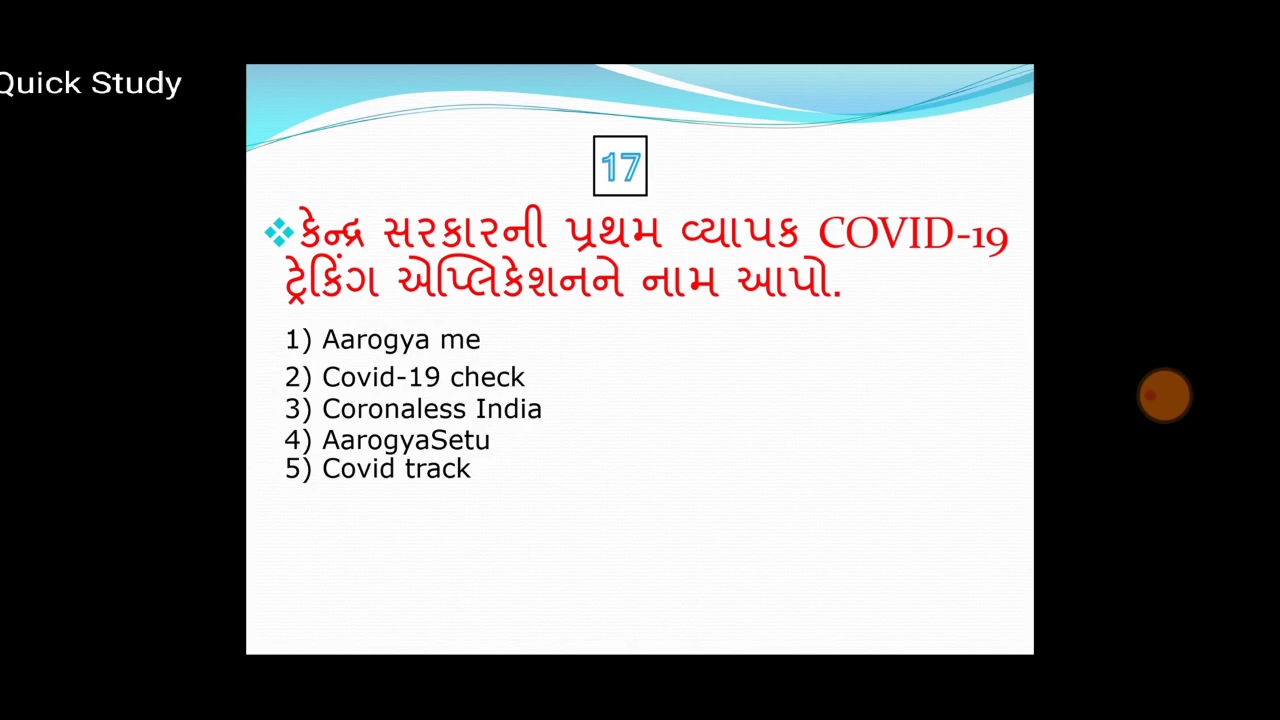 Quick Study
17
❖કેન્દ્ર સરકારની પ્રથમ વ્યાપક COVID-19
ટ્રેકિંગ એપ્લિકેશનને નામ આપો.
1) Aarogya me
2) Covid-19 check
3) Coronaless India
4) AarogyaSetu
5) Covid track